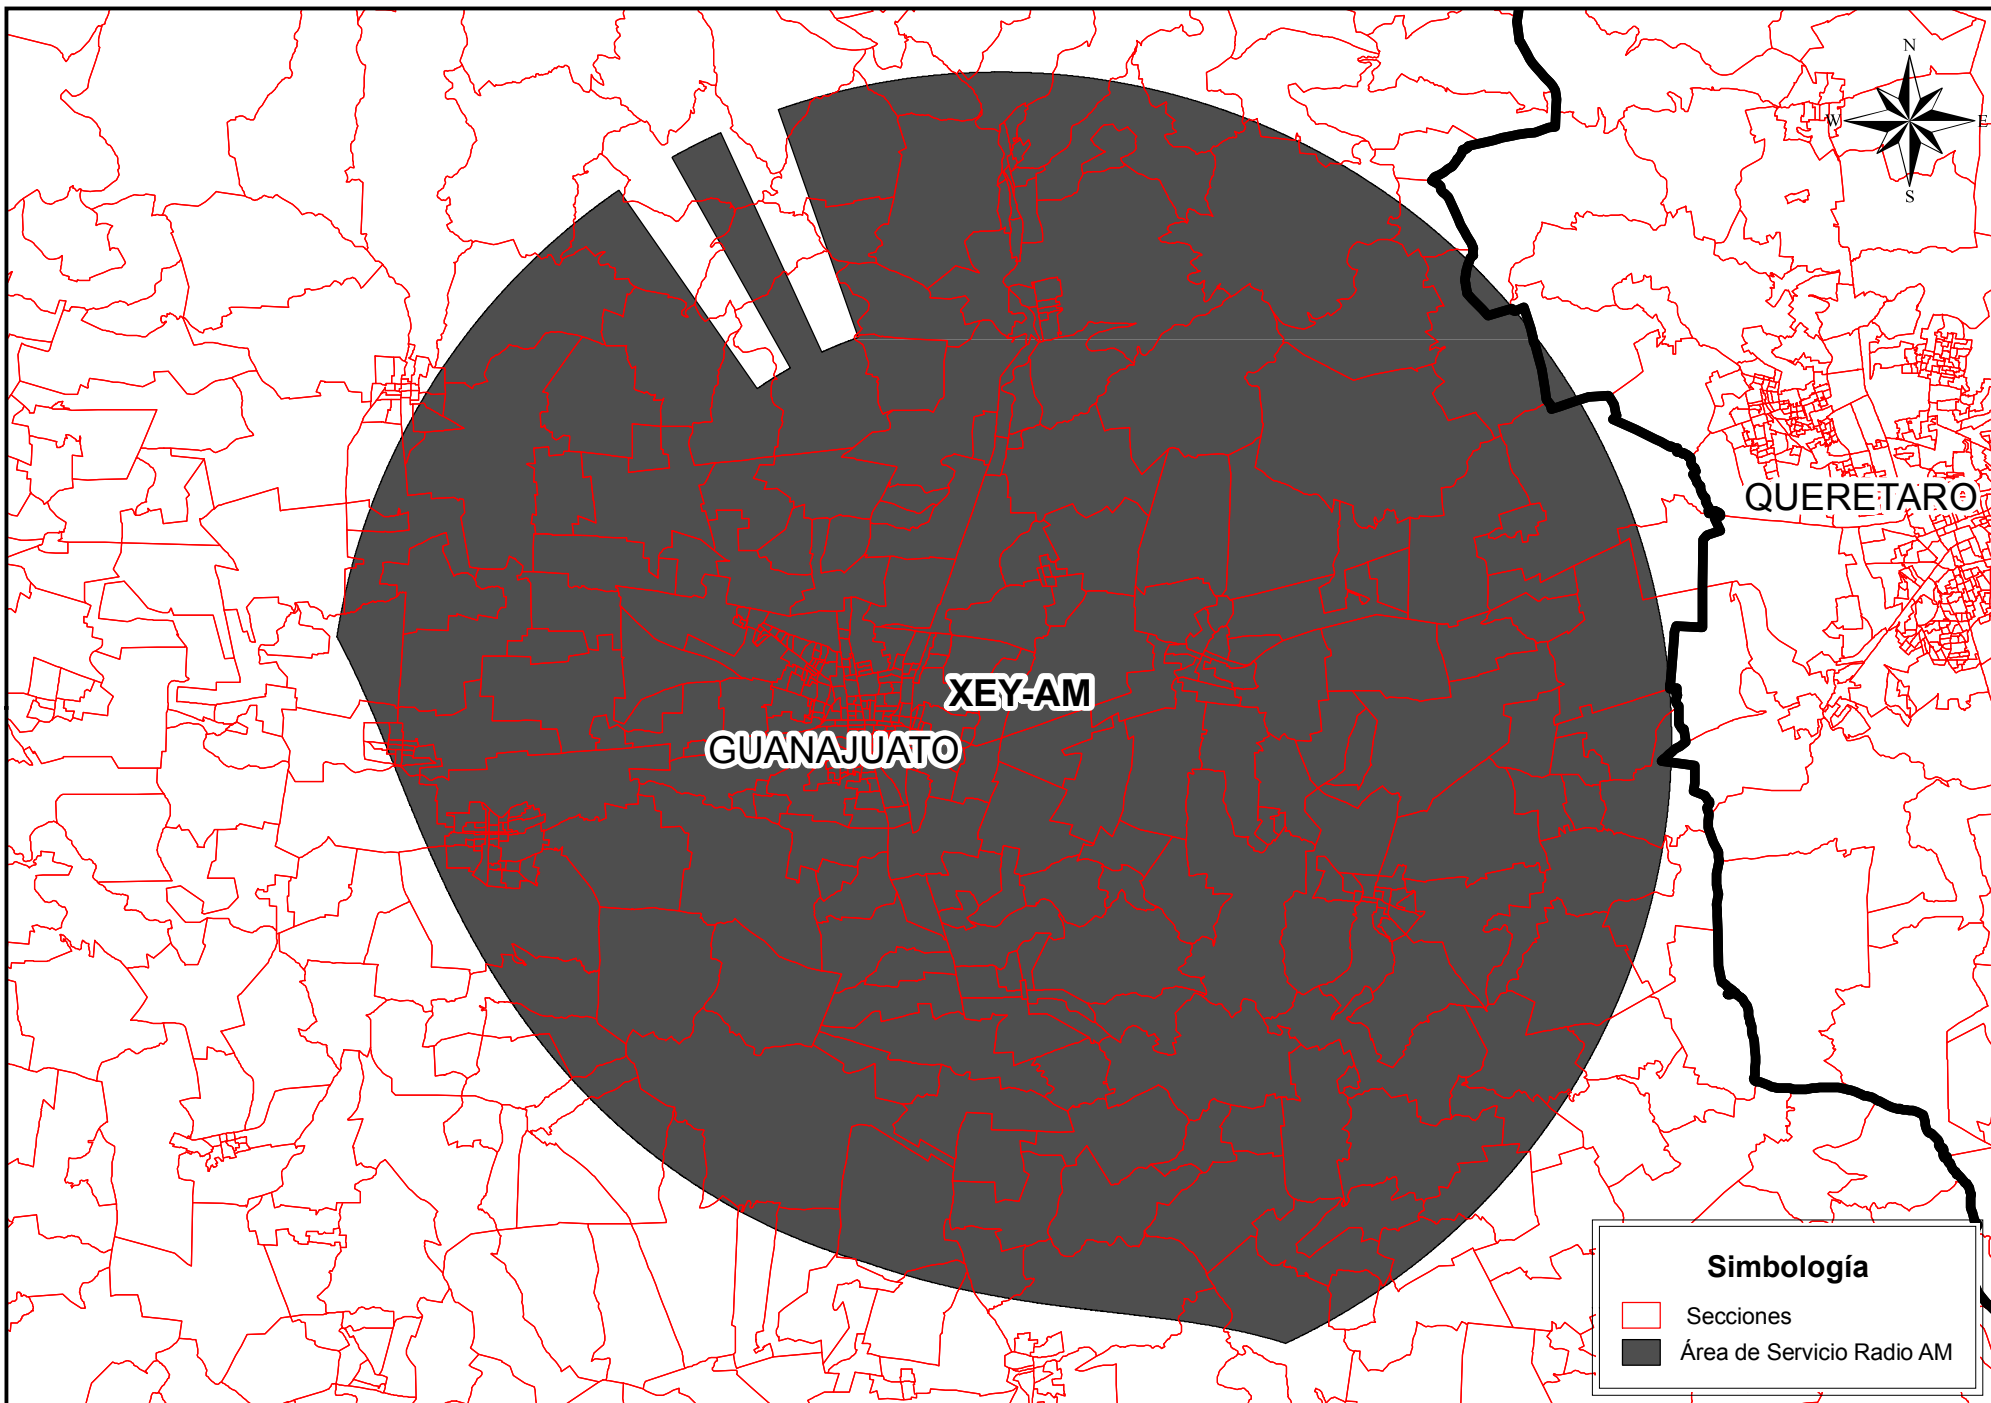 N
W
E
S
QUERETARO
XEY-AM
GUANAJUATO
Simbología
Secciones
Área de Servicio Radio AM